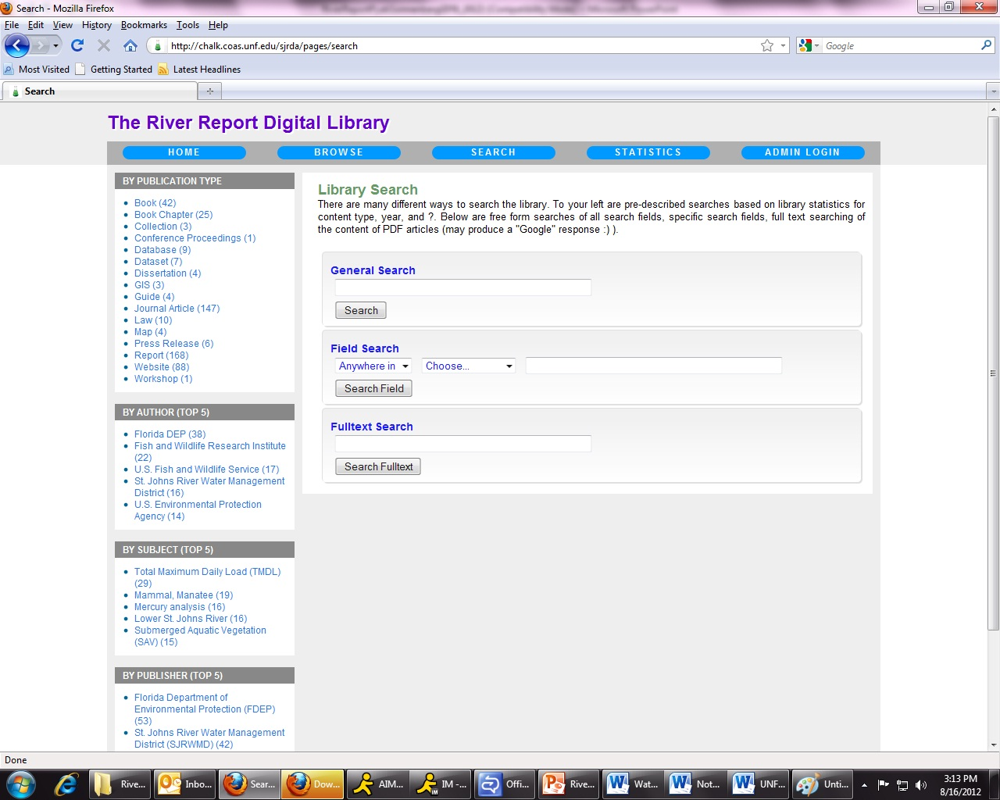 Search - Mozilla Firefox
File Edit View History Bookmarks Tools Help
http://chalk.coas.unf.edu/sjrda/pages/search
Google
Most Visited Getting Started Latest Headlines
Search
The River Report Digital Library
HOME BROWSE SEARCH STATISTICS ADMIN LOGIN
BY PUBLICATION TYPE
Book (42)
Book Chapter (25)
Collection (3)
Conference Proceedings (1)
Database (9)
Dataset (7)
Dissertation (4)
GIS (3)
Guide (4)
Journal Article (147)
Law (10)
Map (4)
Press Release (6)
Report (168)
Website (88)
Workshop (1)
BY AUTHOR (TOP 5)
Florida DEP (38)
Fish and Wildlife Research Institute
(22)
U.S. Fish and Wildlife Service (17)
St. Johns River Water Management
District (16)
U.S. Environmental Protection
Agency (14)
BY SUBJECT (TOP 5)
Total Maximum Daily Load (TMDL)
(29)
Mammal, Manatee (19)
Mercury analysis (16)
Lower St. Johns River (16)
Submerged Aquatic Vegetation
(SAV) (15)
BY PUBLISHER (TOP 5)
Florida Department of
Environmental Protection (FDEP)
(53)
St. Johns River Water Management
District (SJRWMD) (42)
Library Search
There are many different ways to search the library. To your left are pre-described searches based on library statistics for
content type, year, and ?. Below are free form searches of all search fields, specific search fields, full text searching of
the content of PDF articles (may produce a "Google" response :) ).
General Search
Search
Field Search
Anywhere in Choose...
Search Field
Fulltext Search
Search Fulltext
Done
Rive... Inbo... Sear... Dow... AIM... IM -... Offi... Rive... Wat... Not... UNF... Unti...
3:13 PM
8/16/2012